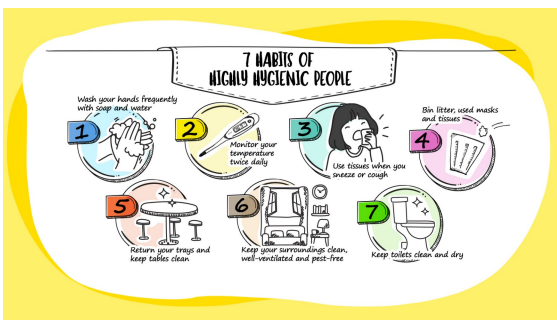 7 HABITS OF
HIGHLY HYGIENIC PEOPLE
1
Wash your hands frequently
with soap and water
2
Monitor your
temperature
twice daily
3
Use tissues when you
sneeze or cough
4
Bin litter, used masks
and tissues
5
Return your trays and
keep tables clean
6
Keep your surroundings clean,
well-ventilated and pest-free
7
Keep toilets clean and dry